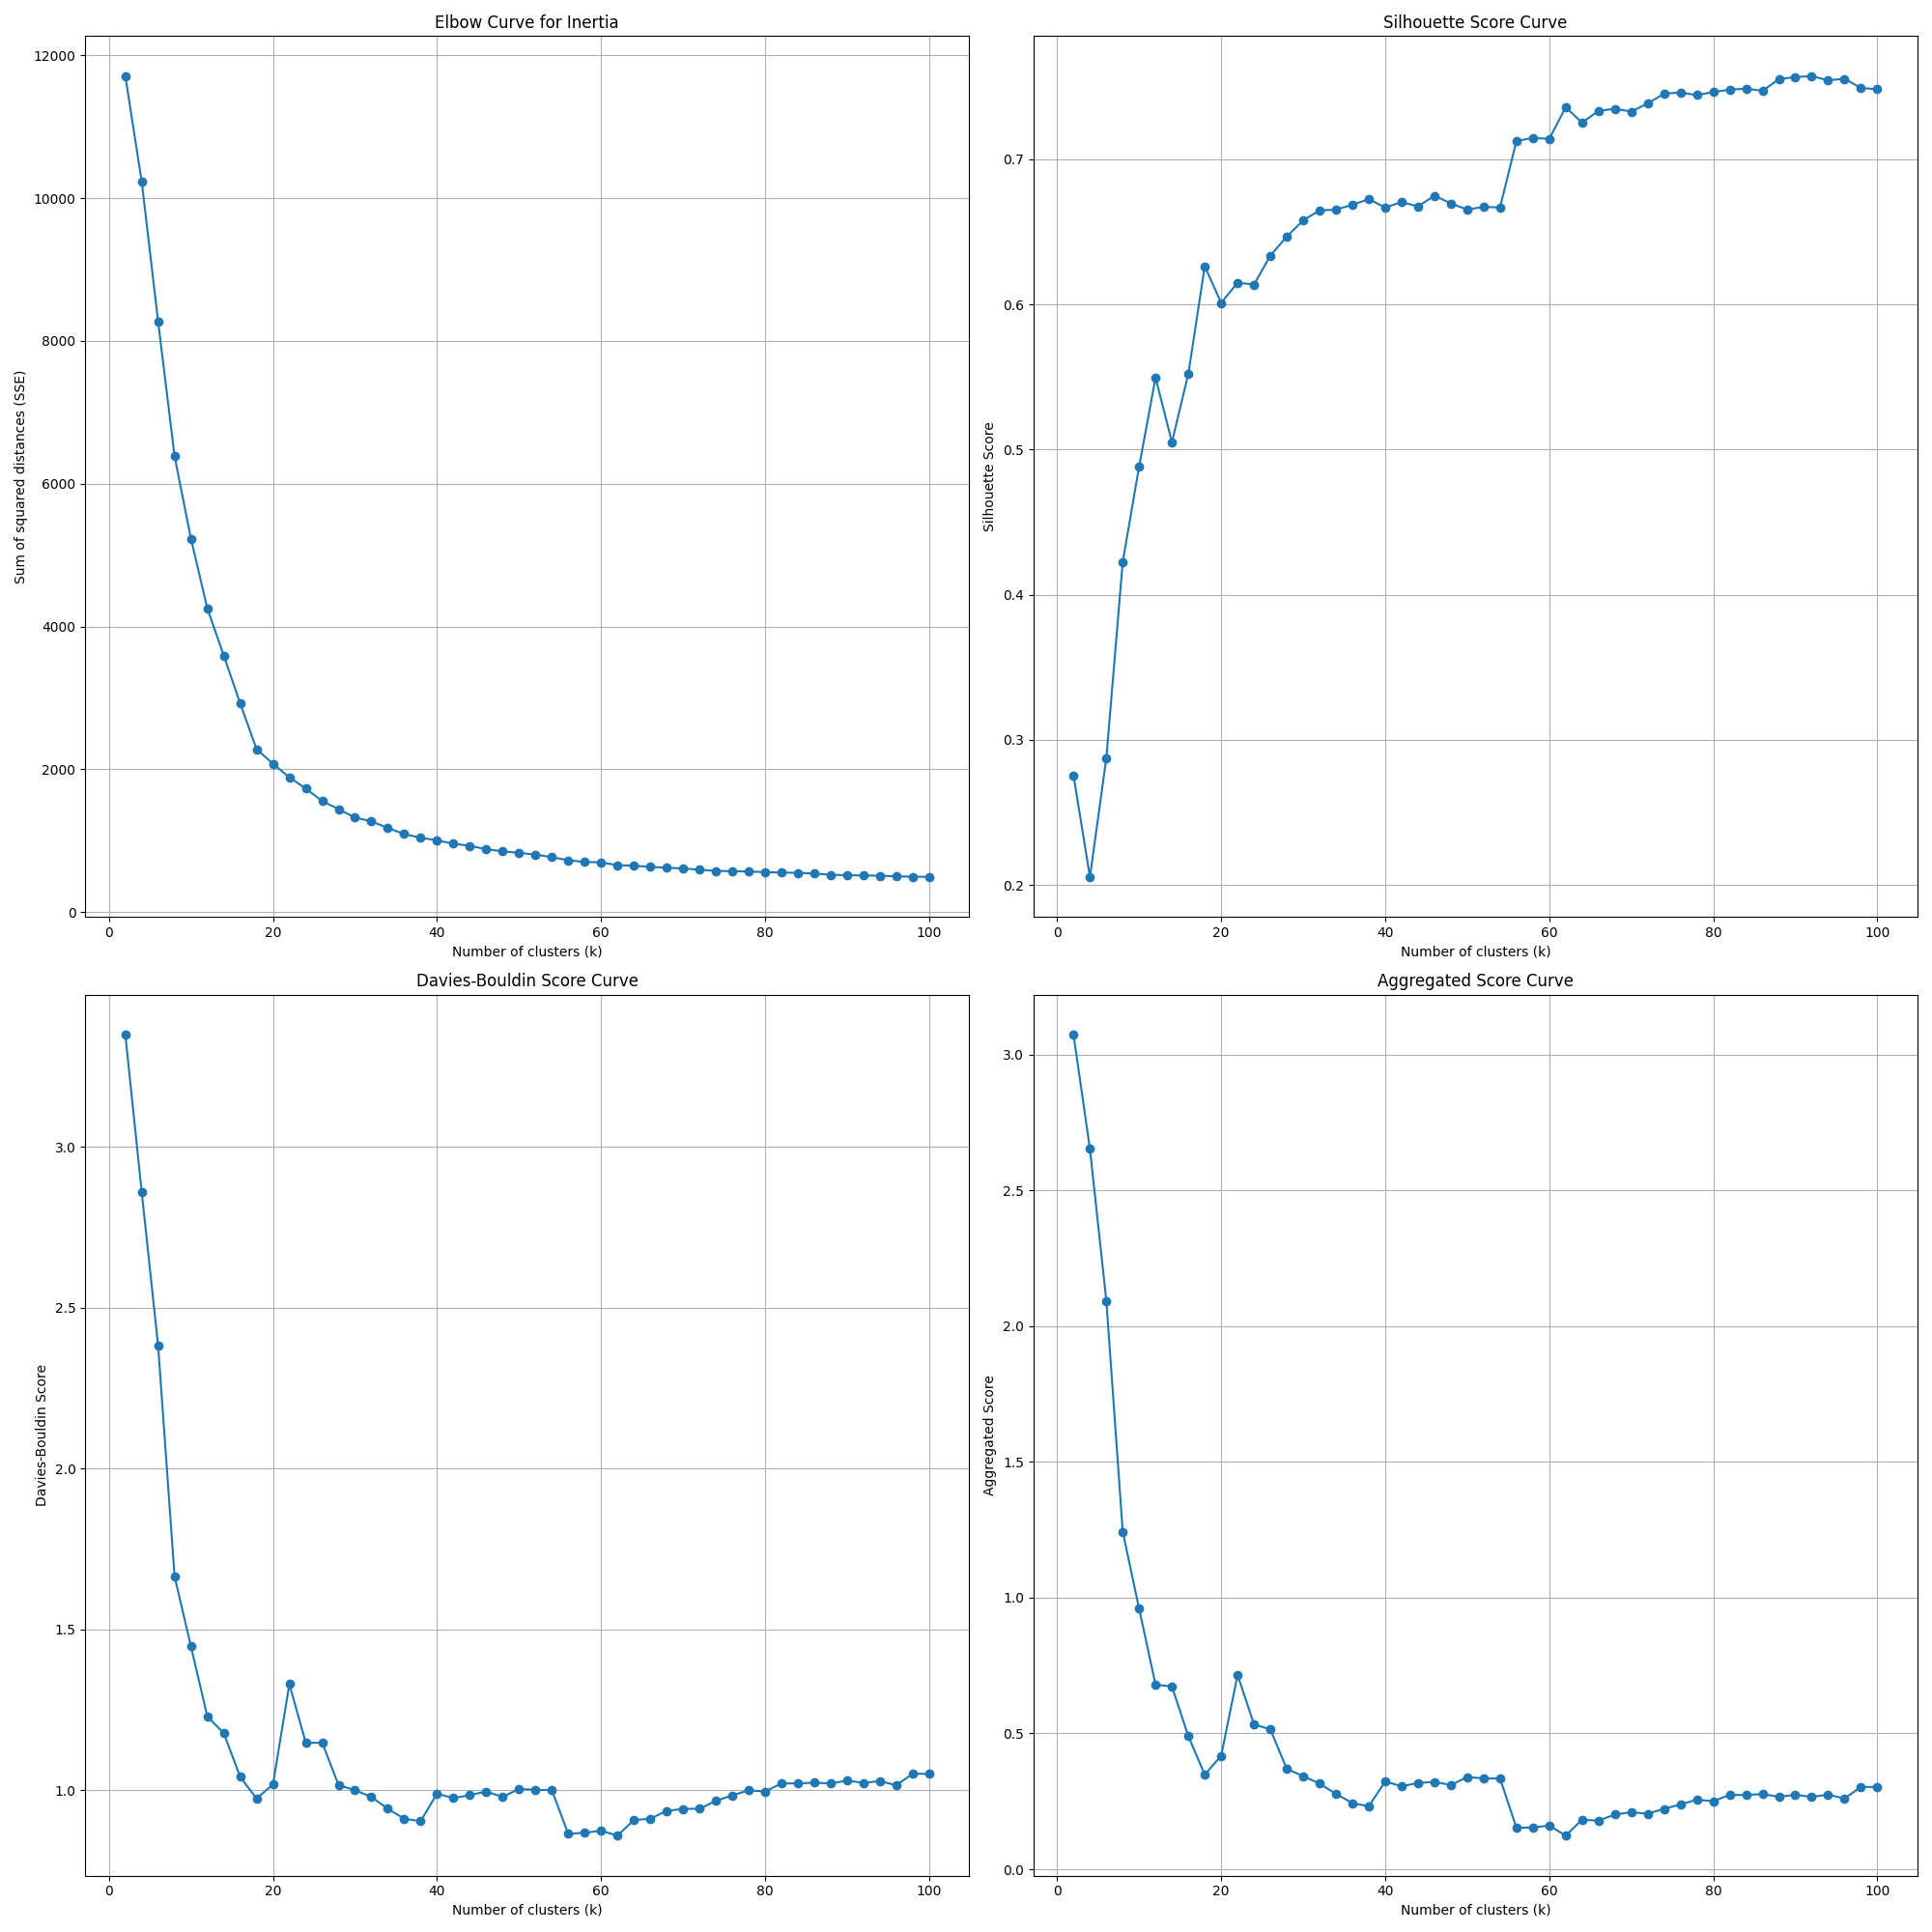 Elbow Curve for Inertia
12000
10000
8000
6000
4000
2000
0
Sum of squared distances (SSE)
0 20 40 60 80 100
Number of clusters (k)
Silhouette Score Curve
0.7
0.6
0.5
0.4
0.3
0.2
Silhouette Score
0 20 40 60 80 100
Number of clusters (k)
Davies-Bouldin Score Curve
3.0
2.5
2.0
1.5
1.0
Davies-Bouldin Score
0 20 40 60 80 100
Number of clusters (k)
Aggregated Score Curve
3.0
2.5
2.0
1.5
1.0
0.5
0.0
Aggregated Score
0 20 40 60 80 100
Number of clusters (k)